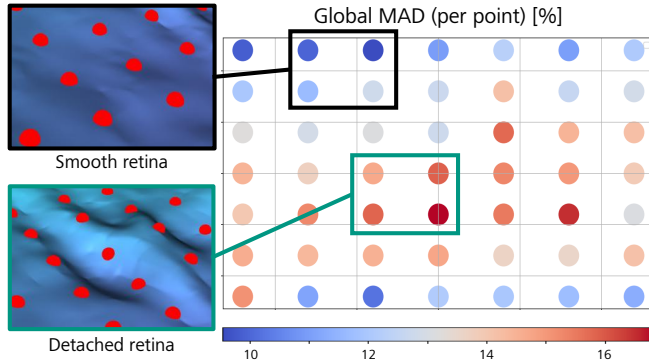 Global MAD (per point) [%]
Smooth retina
Detached retina
10 12 14 16